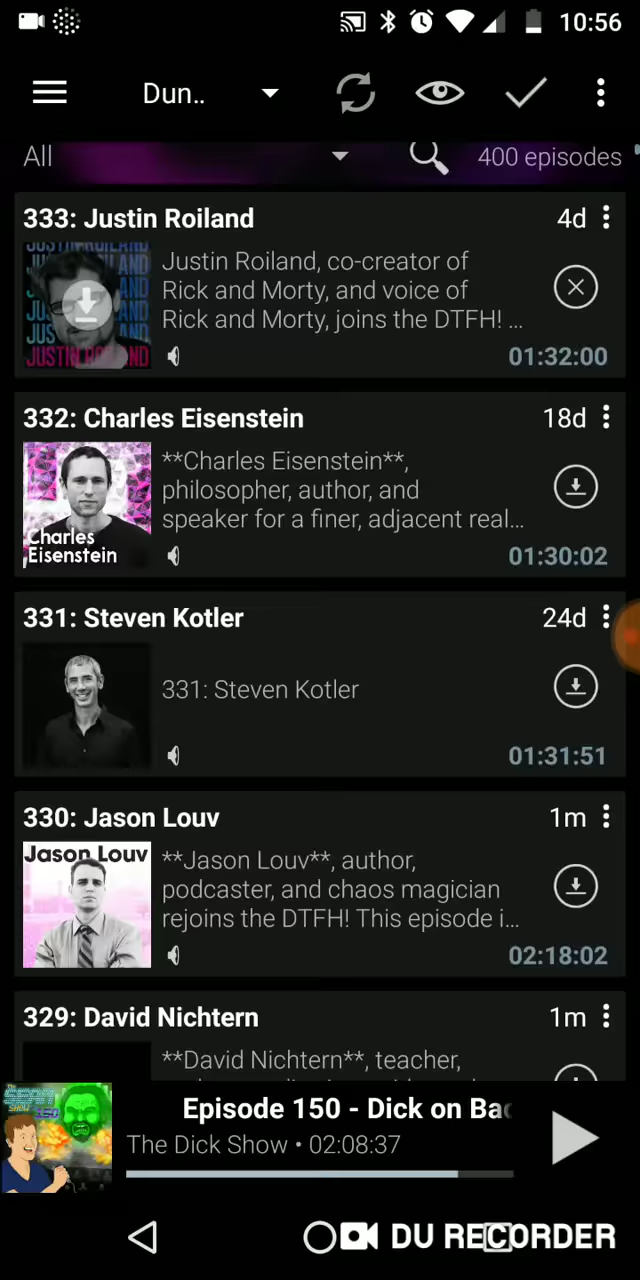 10:56
Dun..
All
400 episodes
333: Justin Roiland
4d
JUSTIN ROILAND
Justin Roiland, co-creator of
Rick and Morty, and voice of
Rick and Morty, joins the DTFH! ...
01:32:00
332: Charles Eisenstein
18d
Charles
Eisenstein
**Charles Eisenstein**,
philosopher, author, and
speaker for a finer, adjacent real...
01:30:02
331: Steven Kotler
24d
331: Steven Kotler
01:31:51
330: Jason Louv
1m
Jason Louv
**Jason Louv**, author,
podcaster, and chaos magician
rejoins the DTFH! This episode i...
02:18:02
329: David Nichtern
1m
**David Nichtern**, teacher,
Episode 150 - Dick on Bac
The Dick Show • 02:08:37
DU RECORDER